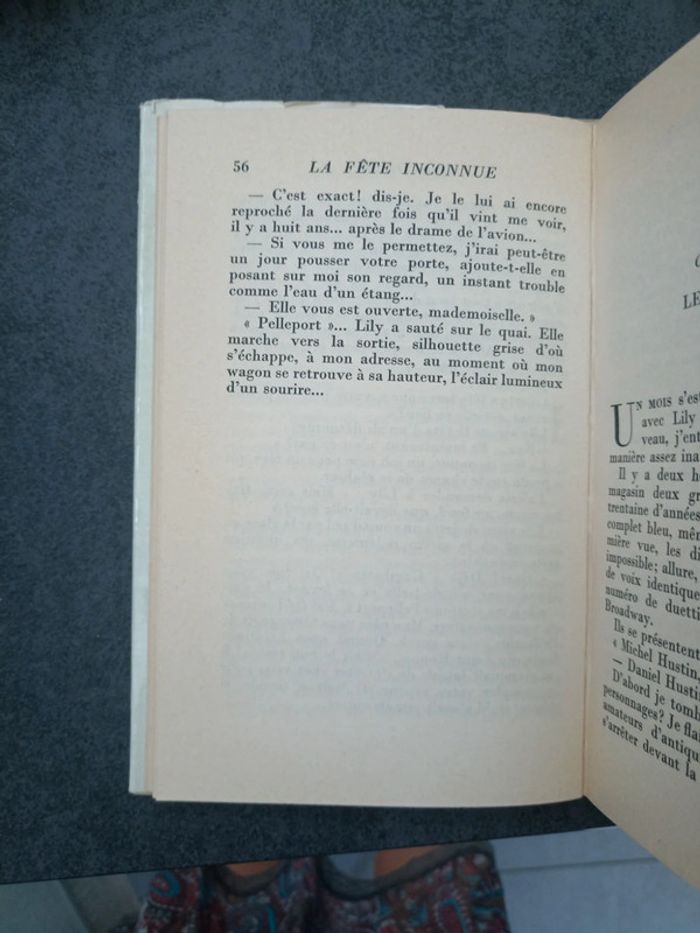 56 LA FÊTE INCONNUE
— C'est exact! dis-je. Je le lui ai encore
reproché la dernière fois qu'il vint me voir,
il y a huit ans... après le drame de l'avion...
— Si vous me le permettez, j'irai peut-être
un jour pousser votre porte, ajoute-t-elle en
posant sur moi son regard, un instant trouble
comme l'eau d'un étang...
— Elle vous est ouverte, mademoiselle. »
« Pelleport »... Lily a sauté sur le quai. Elle
marche vers la sortie, silhouette grise d'où
s'échappe, à mon adresse, au moment où mon
wagon se retrouve à sa hauteur, l'éclair lumineux
d'un sourire...
LE
UN MOIS s'est
avec Lily
veau, j'ent
manière assez ina
Il y a deux h
magasin deux gr
trentaine d'années
complet bleu, mêm
mière vue, les di
impossible; allure,
de voix identique
numéro de duetti
Broadway.
Ils se présentent
« Michel Hustin,
— Daniel Husti
D'abord je tomb
personnages? Je flai
amateurs d'antiqu
s'arrêter devant la